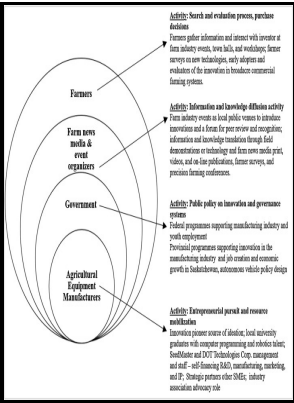 Activity: Search and evaluation process, purchase
decisions
Farmers gather information and interact with inventor at
farm industry events, town halls, and workshops; farmer
surveys on new technologies, early adopters and
evaluators of the innovation in broadacre commercial
farming systems.
Farmers
Activity: Information and knowledge diffusion activity
Farm industry events as local public venues to introduce
innovations and a forum for peer review and recognition;
information and knowledge translation through field
demonstrations or technology and farm news media print,
videos, and on-line publications, farmer surveys, and
precision farming conferences.
Farm news
media &
event
organizers
Activity: Public policy on innovation and governance
systems
Federal programmes supporting manufacturing industry and
youth employment
Provincial programmes supporting innovation in the
manufacturing industry and job creation and economic
growth in Saskatchewan, autonomous vehicle policy design
Government
Agricultural
Equipment
Manufacturers
Activity: Entrepreneurial pursuit and resource
mobilization
Innovation pioneer source of ideation; local university
graduates with computer programming and robotics talent;
SeedMaster and DOT Technologies Corp. management
and staff – self-financing R&D, manufacturing, marketing,
and IP; Strategic partners other SMEs; industry
association advocacy role